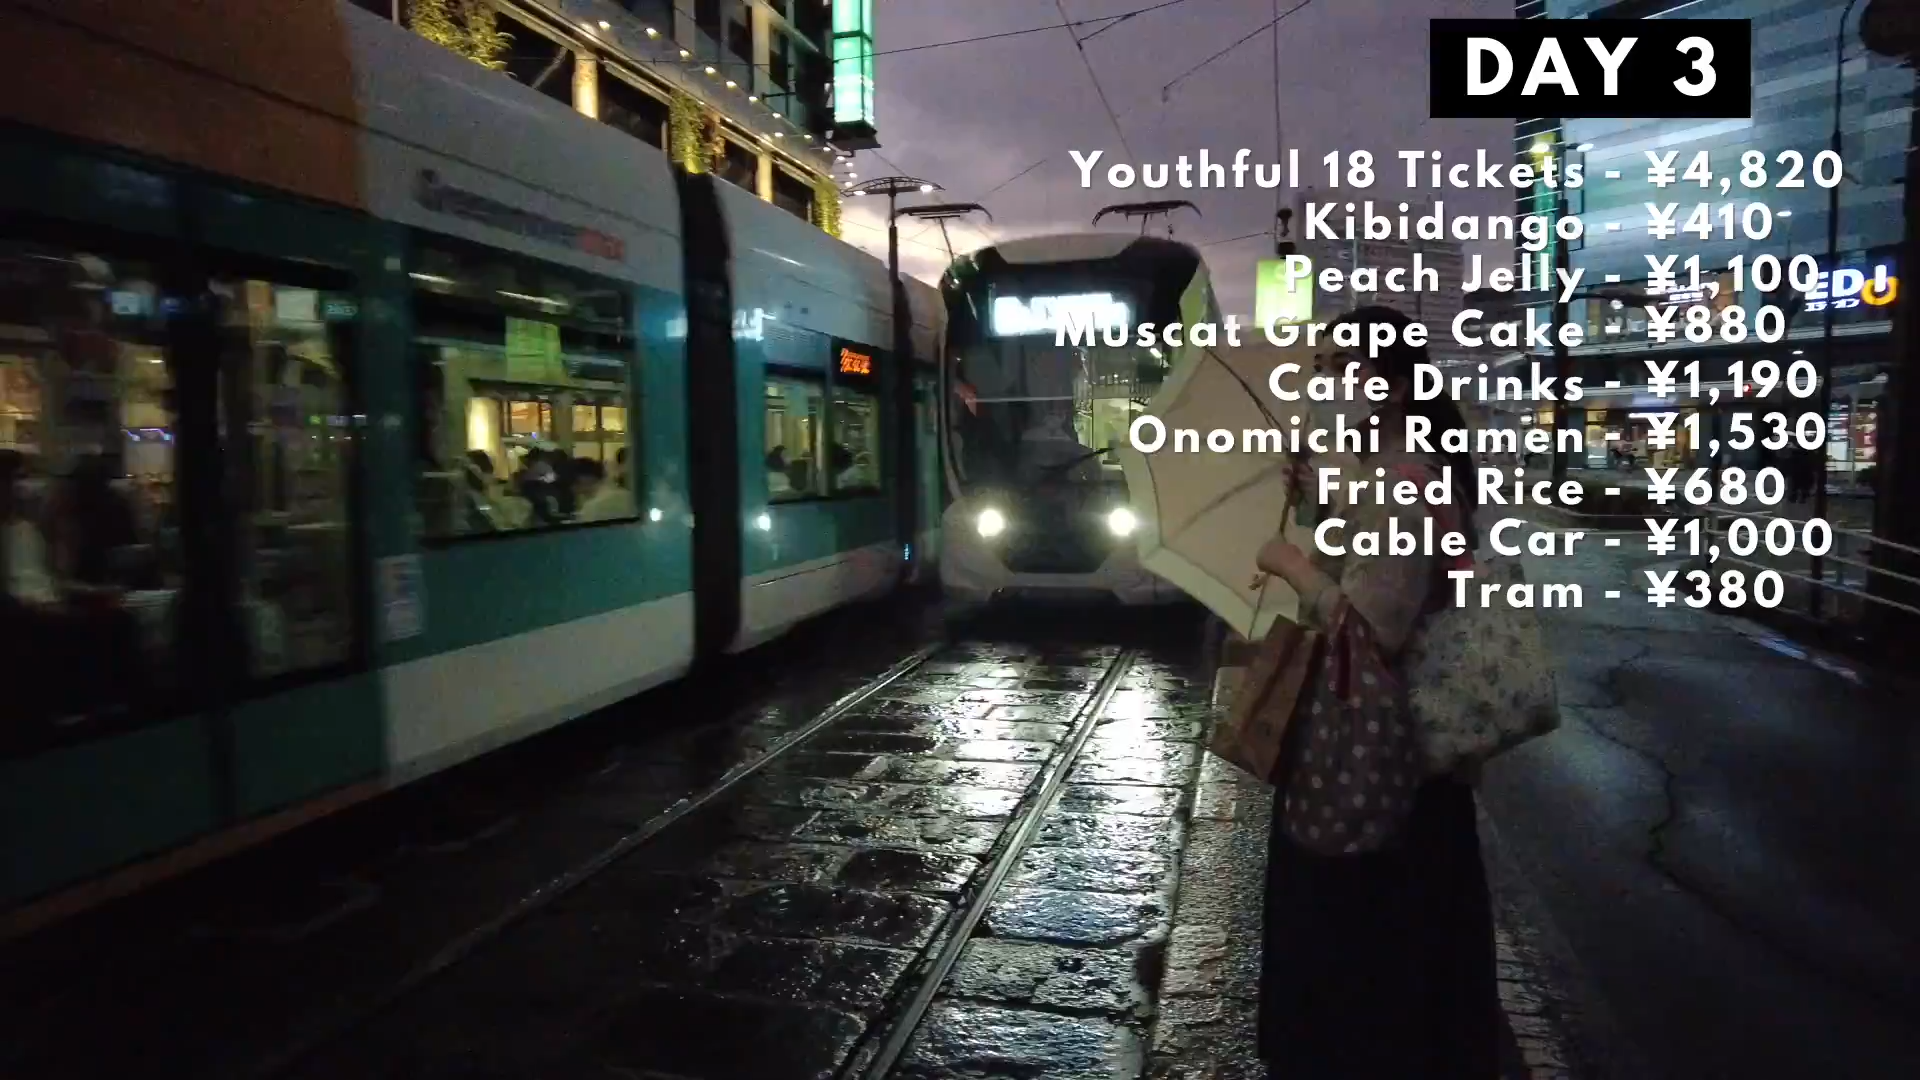 DAY 3
Youthful 18 Tickets - ¥4,820
Kibidango - ¥410
Peach Jelly - ¥1,100
Muscat Grape Cake - ¥880
Cafe Drinks - ¥1,190
Onomichi Ramen - ¥1,530
Fried Rice - ¥680
Cable Car - ¥1,000
Tram - ¥380
EDION